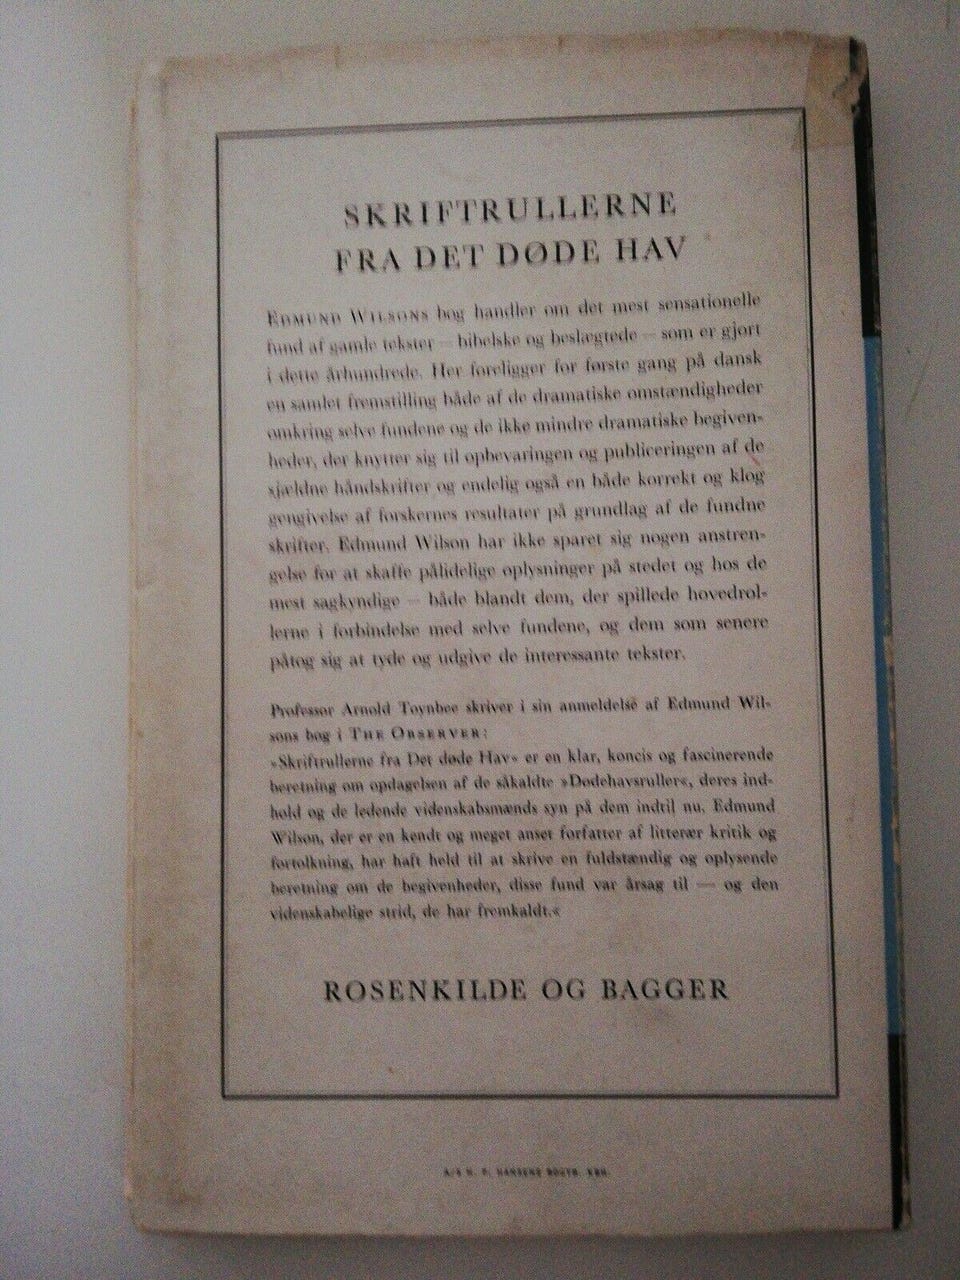 SKRIFTRULLERNE
FRA DET DØDE HAV
EDMUND WILSONS bog handler om det mest sensationelle
fund af gamle tekster — bibelske og beslægtede — som er gjort
i dette århundrede. Her foreligger for første gang på dansk
en samlet fremstilling både af de dramatiske omstændigheder
omkring selve fundene og de ikke mindre dramatiske begiven-
heder, der knytter sig til opbevaringen og publiceringen af de
sjældne håndskrifter og endelig også en både korrekt og klog
gengivelse af forskernes resultater på grundlag af de fundne
skrifter. Edmund Wilson har ikke sparet sig nogen anstren-
gelse for at skaffe pålidelige oplysninger på stedet og hos de
mest sagkyndige — både blandt dem, der spillede hovedrol-
lerne i forbindelse med selve fundene, og dem som senere
påtog sig at tyde og udgive de interessante tekster.
Professor Arnold Toynbee skriver i sin anmeldelse af Edmund Wil-
sons bog i THE OBSERVER:
»Skriftrullerne fra Det døde Hav« er en klar, koncis og fascinerende
beretning om opdagelsen af de såkaldte »Dødehavsruller«, deres ind-
hold og de ledende videnskabsmænds syn på dem indtil nu. Edmund
Wilson, der er en kendt og meget anset forfatter af litterær kritik og
fortolkning, har haft held til at skrive en fuldstændig og oplysende
beretning om de begivenheder, disse fund var årsag til — og den
videnskabelige strid, de har fremkaldt.«
ROSENKILDE OG BAGGER
A/S H. P. HANSENS BOGTR. KBH.